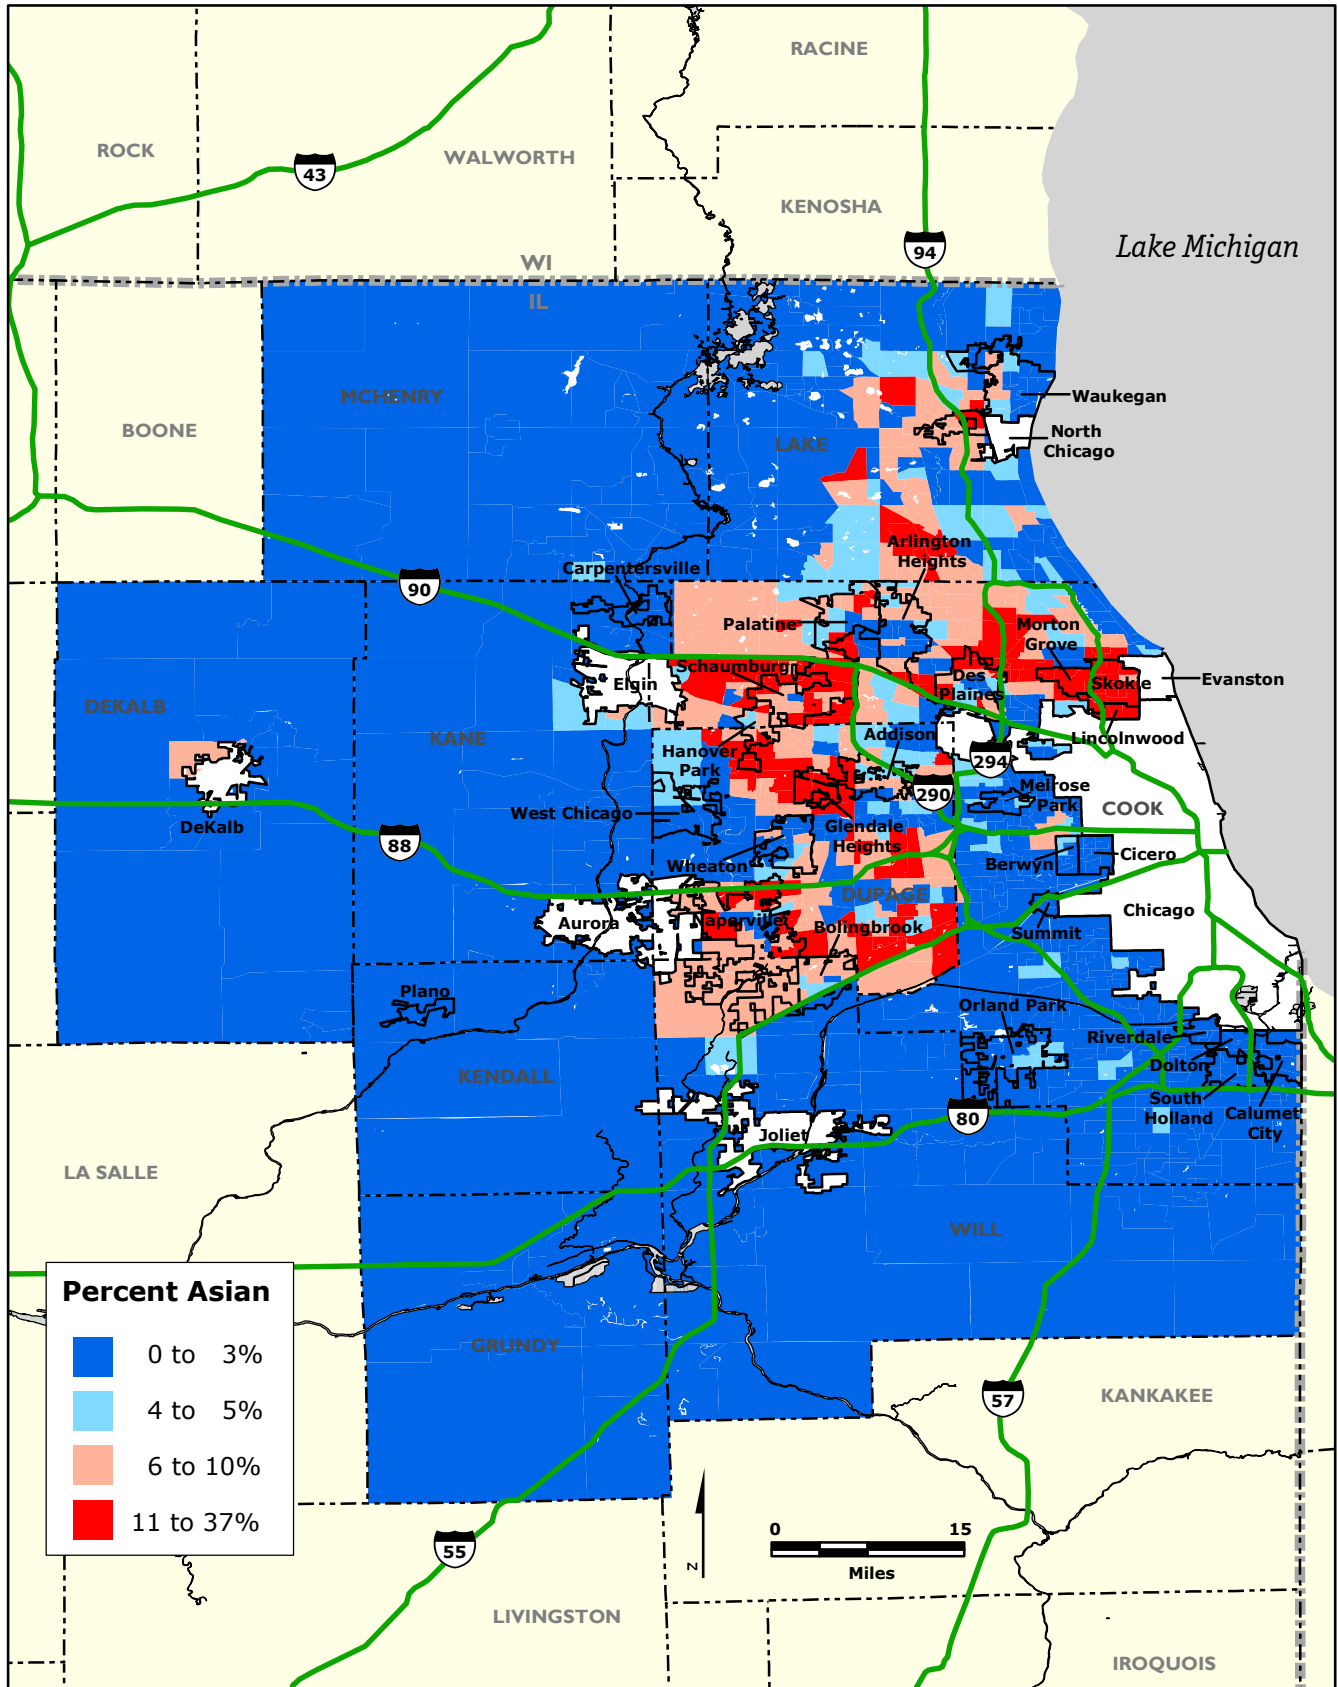 RACINE
ROCK
WALWORTH
43
KENOSHA
94
Lake Michigan
WI
IL
MCHENRY
Waukegan
BOONE
North
Chicago
LAKE
Arlington
Heights
Carpentersville
90
Palatine
Morton
Grove
Schaumburg
Elgin
Des
Plaines
Skokie
Evanston
DEKALB
KANE
Addison
Lincolnwood
Hanover
Park
294
290
Melrose
Park
COOK
West Chicago
DeKalb
Glendale
Heights
88
Berwyn
Cicero
Wheaton
DUPAGE
Aurora
Naperville
Bolingbrook
Chicago
Summit
Plano
Orland Park
Riverdale
Dolton
KENDALL
South
Holland
Calumet
City
80
Joliet
LA SALLE
WILL
Percent Asian
0 to 3%
4 to 5%
6 to 10%
11 to 37%
GRUNDY
57
KANKAKEE
55
0 15
Miles
z
LIVINGSTON
IROQUOIS